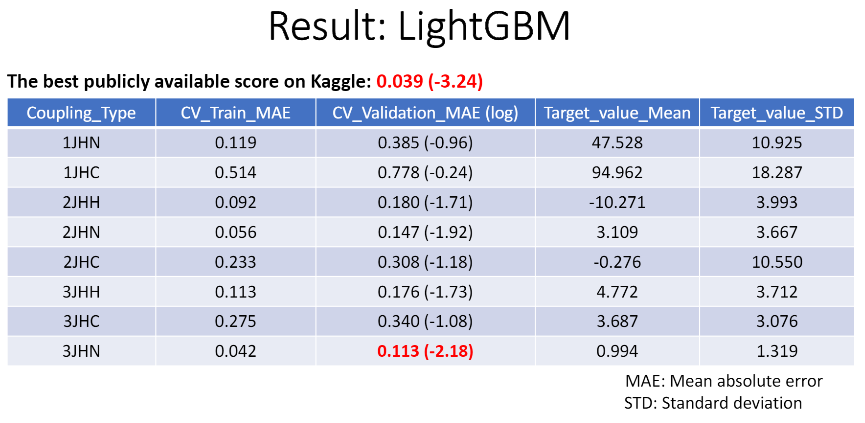 Result: LightGBM
The best publicly available score on Kaggle: 0.039 (-3.24)
Coupling_Type CV_Train_MAE CV_Validation_MAE (log) Target_value_Mean Target_value_STD
1JHN 0.119 0.385 (-0.96) 47.528 10.925
1JHC 0.514 0.778 (-0.24) 94.962 18.287
2JHH 0.092 0.180 (-1.71) -10.271 3.993
2JHN 0.056 0.147 (-1.92) 3.109 3.667
2JHC 0.233 0.308 (-1.18) -0.276 10.550
3JHH 0.113 0.176 (-1.73) 4.772 3.712
3JHC 0.275 0.340 (-1.08) 3.687 3.076
3JHN 0.042 0.113 (-2.18) 0.994 1.319
MAE: Mean absolute error
STD: Standard deviation